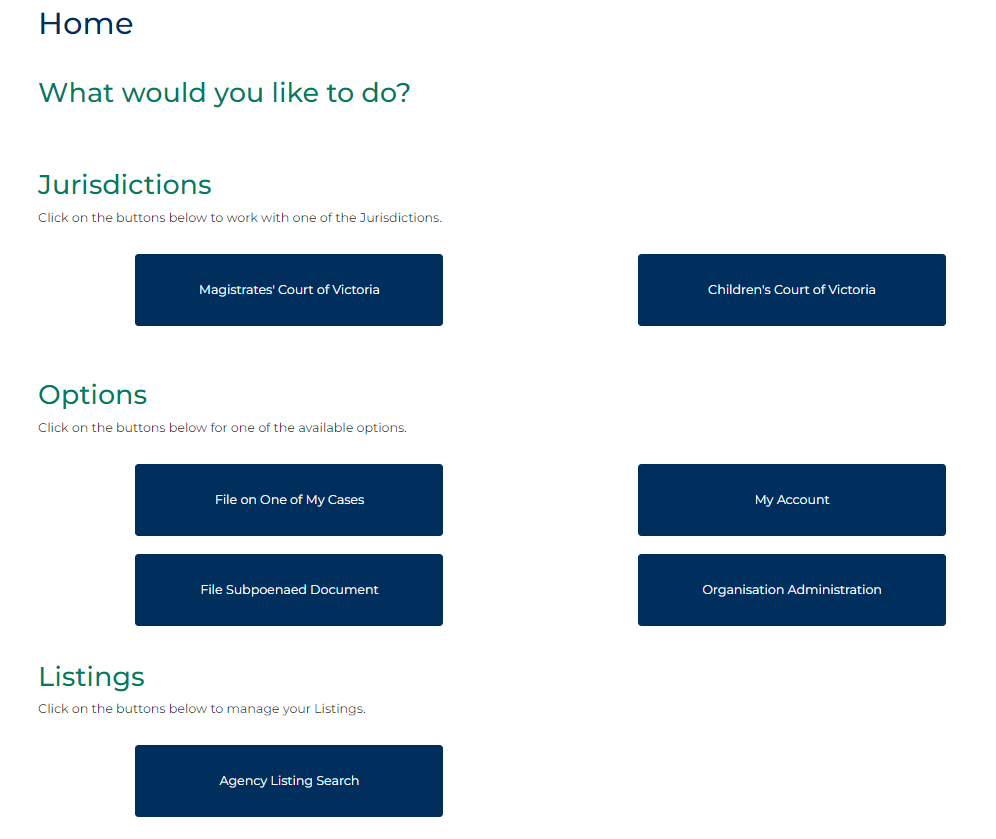 Home
What would you like to do?
Jurisdictions
Click on the buttons below to work with one of the Jurisdictions.
Magistrates' Court of Victoria
Children's Court of Victoria
Options
Click on the buttons below for one of the available options.
File on One of My Cases
My Account
File Subpoenaed Document
Organisation Administration
Listings
Click on the buttons below to manage your Listings.
Agency Listing Search